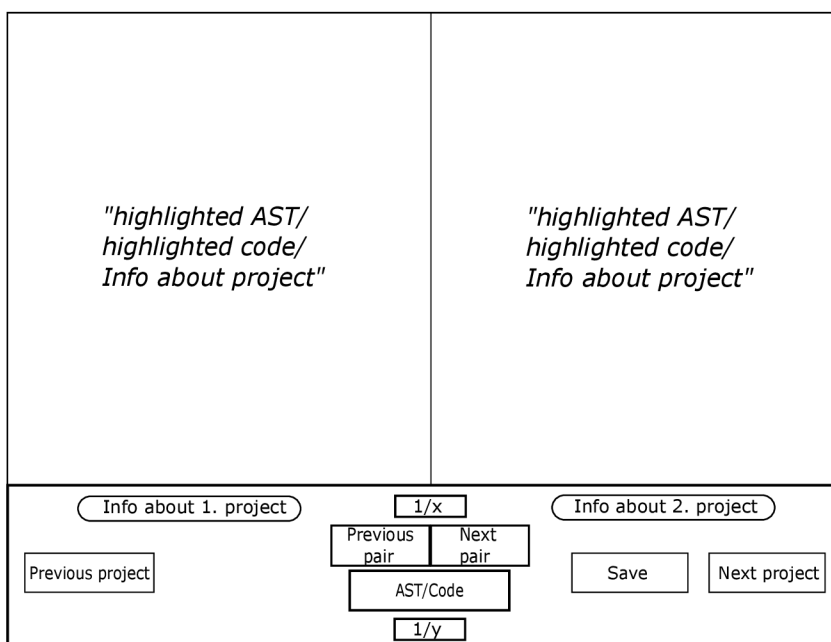 "highlighted AST/
highlighted code/
Info about project"
"highlighted AST/
highlighted code/
Info about project"
Info about 1. project
1/x
Info about 2. project
Previous
pair
Next
pair
Previous project
AST/Code
Save
Next project
1/y